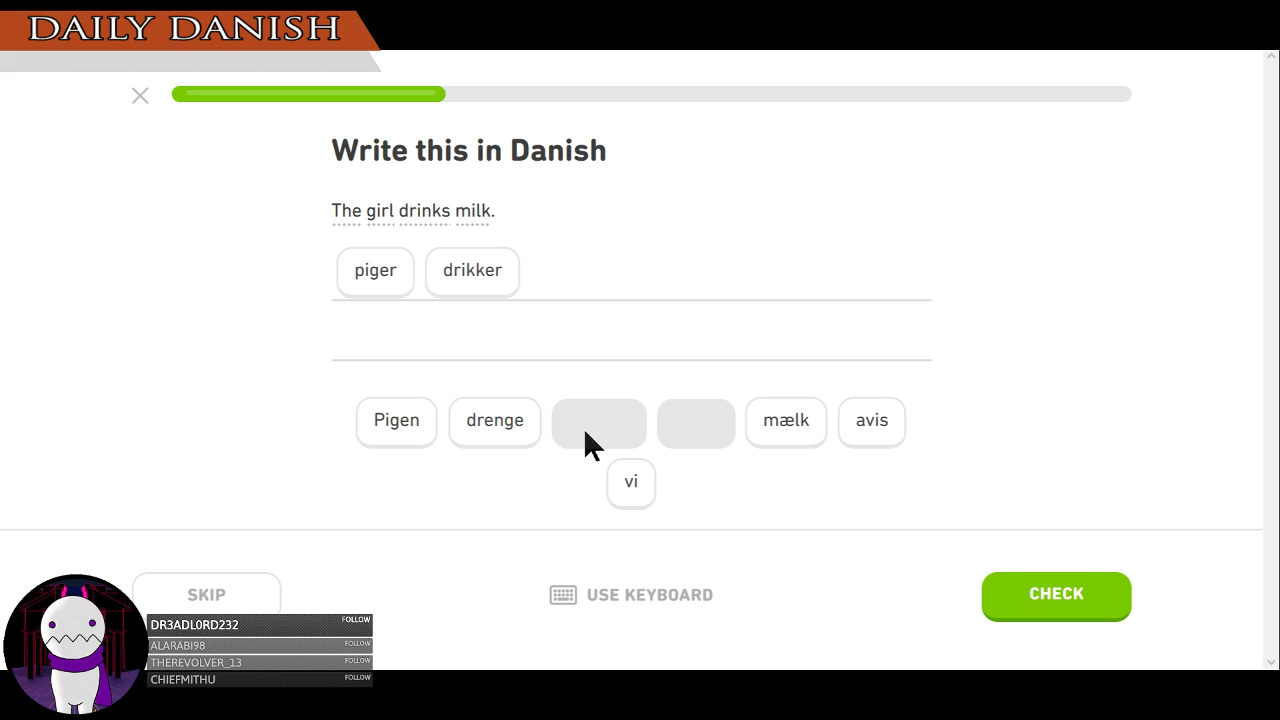 DAILY DANISH
Write this in Danish
The girl drinks milk.
piger drikker
Pigen drenge mælk avis
vi
SKIP USE KEYBOARD CHECK
DR3ADL0RD232 FOLLOW
ALARABI98 FOLLOW
THEREVOLVER_13 FOLLOW
CHIEFMITHU FOLLOW